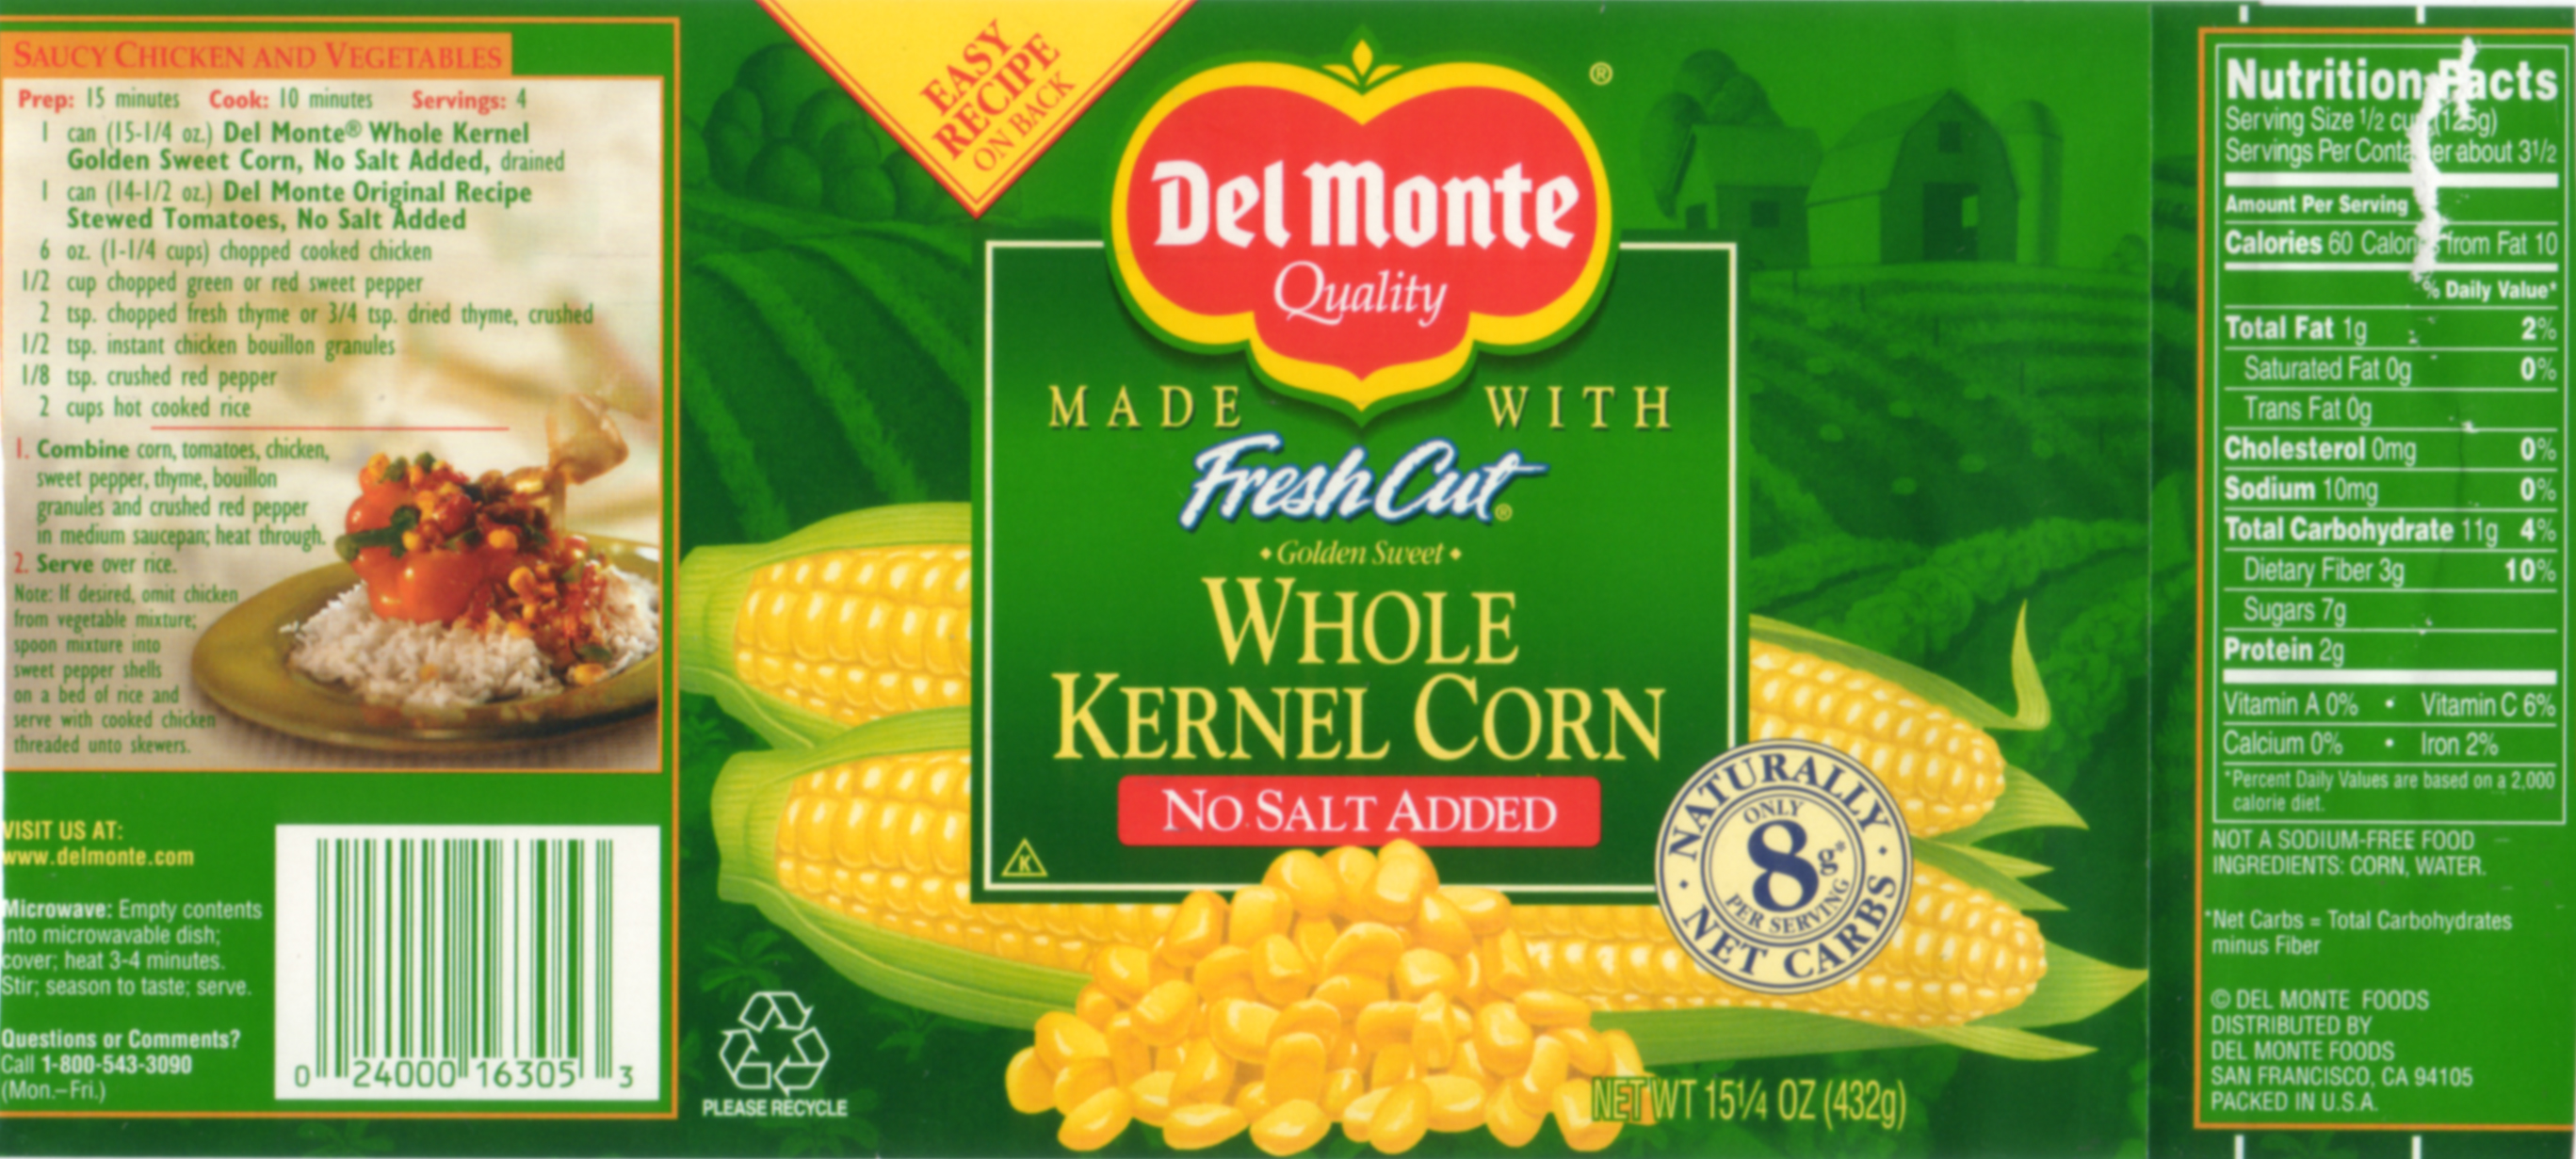 SAUCY CHICKEN AND VEGETABLES
Prep: 15 minutes Cook: 10 minutes Servings: 4
1 can (15-1/4 oz.) Del Monte® Whole Kernel
Golden Sweet Corn, No Salt Added, drained
1 can (14-1/2 oz.) Del Monte Original Recipe
Stewed Tomatoes, No Salt Added
6 oz. (1-1/4 cups) chopped cooked chicken
1/2 cup chopped green or red sweet pepper
2 tsp. chopped fresh thyme or 3/4 tsp. dried thyme, crushed
1/2 tsp. instant chicken bouillon granules
1/8 tsp. crushed red pepper
2 cups hot cooked rice
1. Combine corn, tomatoes, chicken,
sweet pepper, thyme, bouillon
granules and crushed red pepper
in medium saucepan; heat through.
2. Serve over rice.
Note: If desired, omit chicken
from vegetable mixture;
spoon mixture into
sweet pepper shells
on a bed of rice and
serve with cooked chicken
threaded unto skewers.
VISIT US AT:
www.delmonte.com
Microwave: Empty contents
into microwavable dish;
cover; heat 3-4 minutes.
Stir; season to taste; serve.
Questions or Comments?
Call 1-800-543-3090
(Mon.–Fri.)
0 24000 16305 3
EASY
RECIPE
ON BACK
®
Del Monte
Quality
MADE WITH
Fresh Cut®
Golden Sweet
WHOLE
KERNEL CORN
NO SALT ADDED
K
NATURALLY
ONLY
8g*
PER SERVING
NET CARBS
PLEASE RECYCLE
NET WT 15¼ OZ (432g)
Nutrition Facts
Serving Size 1/2 cup (125g)
Servings Per Container about 31/2
Amount Per Serving
Calories 60 Calories from Fat 10
% Daily Value*
Total Fat 1g 2%
Saturated Fat 0g 0%
Trans Fat 0g
Cholesterol 0mg 0%
Sodium 10mg 0%
Total Carbohydrate 11g 4%
Dietary Fiber 3g 10%
Sugars 7g
Protein 2g
Vitamin A 0% • Vitamin C 6%
Calcium 0% • Iron 2%
*Percent Daily Values are based on a 2,000
calorie diet.
NOT A SODIUM-FREE FOOD
INGREDIENTS: CORN, WATER.
*Net Carbs = Total Carbohydrates
minus Fiber
© DEL MONTE FOODS
DISTRIBUTED BY
DEL MONTE FOODS
SAN FRANCISCO, CA 94105
PACKED IN U.S.A.